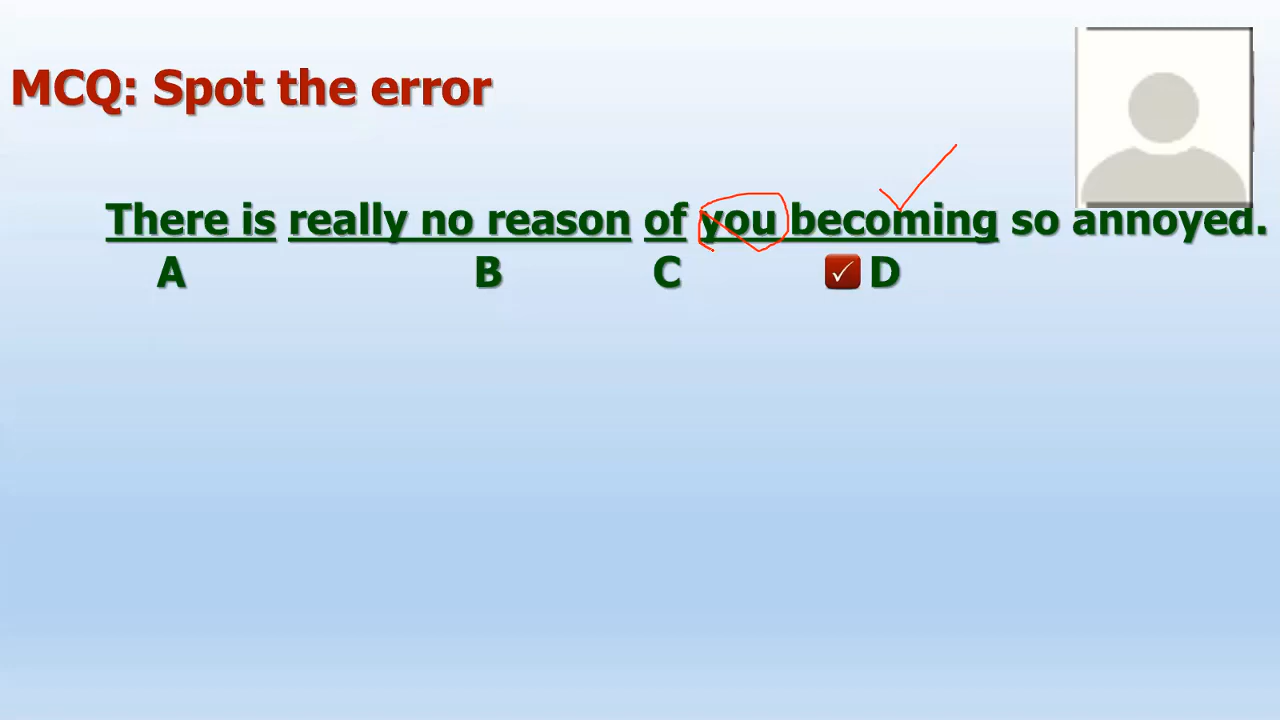 MCQ: Spot the error
There is really no reason of you becoming so annoyed.
A B C D